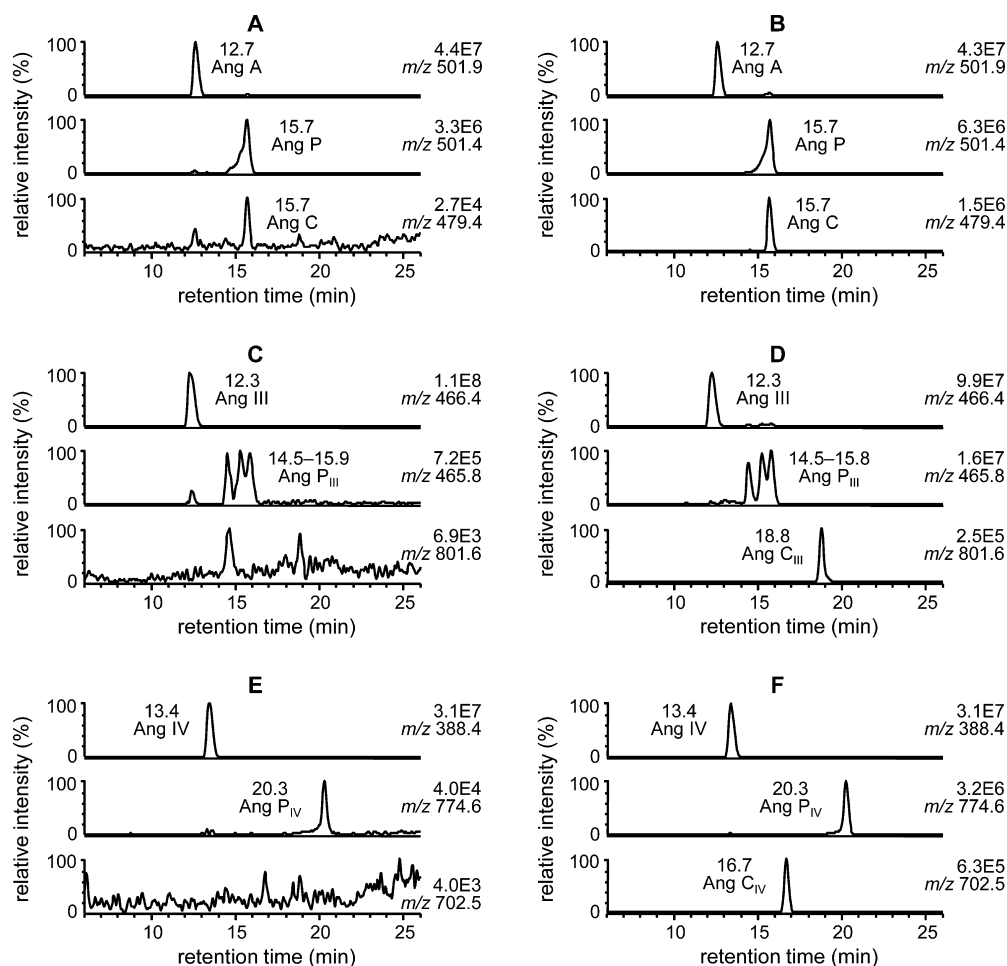 A
relative intensity (%)
100
0
12.7
Ang A
4.4E7
m/z 501.9
100
0
15.7
Ang P
3.3E6
m/z 501.4
100
0
15.7
Ang C
2.7E4
m/z 479.4
10 15 20 25
retention time (min)
B
relative intensity (%)
100
0
12.7
Ang A
4.3E7
m/z 501.9
100
0
15.7
Ang P
6.3E6
m/z 501.4
100
0
15.7
Ang C
1.5E6
m/z 479.4
10 15 20 25
retention time (min)
C
relative intensity (%)
100
0
12.3
Ang III
1.1E8
m/z 466.4
100
0
14.5–15.9
Ang PIII
7.2E5
m/z 465.8
100
0
6.9E3
m/z 801.6
10 15 20 25
retention time (min)
D
relative intensity (%)
100
0
12.3
Ang III
9.9E7
m/z 466.4
100
0
14.5–15.8
Ang PIII
1.6E7
m/z 465.8
100
0
18.8
Ang CIII
2.5E5
m/z 801.6
10 15 20 25
retention time (min)
E
relative intensity (%)
100
0
13.4
Ang IV
3.1E7
m/z 388.4
100
0
20.3
Ang PIV
4.0E4
m/z 774.6
100
0
4.0E3
m/z 702.5
10 15 20 25
retention time (min)
F
relative intensity (%)
100
0
13.4
Ang IV
3.1E7
m/z 388.4
100
0
20.3
Ang PIV
3.2E6
m/z 774.6
100
0
16.7
Ang CIV
6.3E5
m/z 702.5
10 15 20 25
retention time (min)